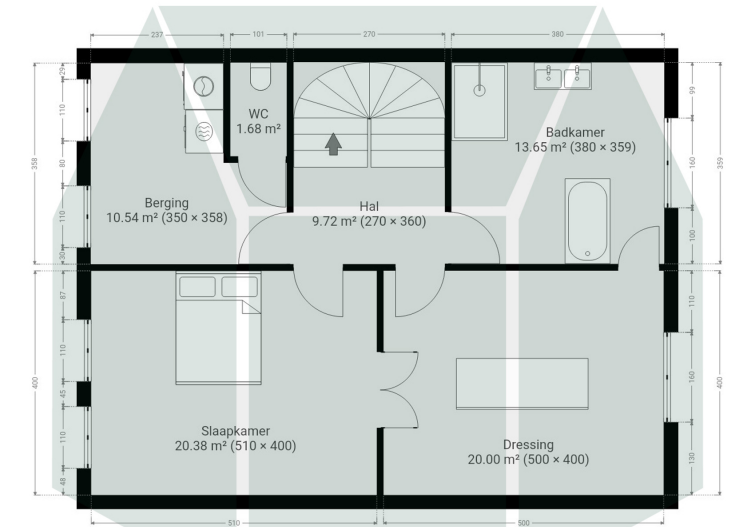 237
101
270
380
29
110
80
110
30
358
WC
1.68 m²
Badkamer
13.65 m² (380 × 359)
Berging
10.54 m² (350 × 358)
Hal
9.72 m² (270 × 360)
99
160
100
359
87
110
45
110
48
400
Slaapkamer
20.38 m² (510 × 400)
Dressing
20.00 m² (500 × 400)
110
160
130
400
510
500